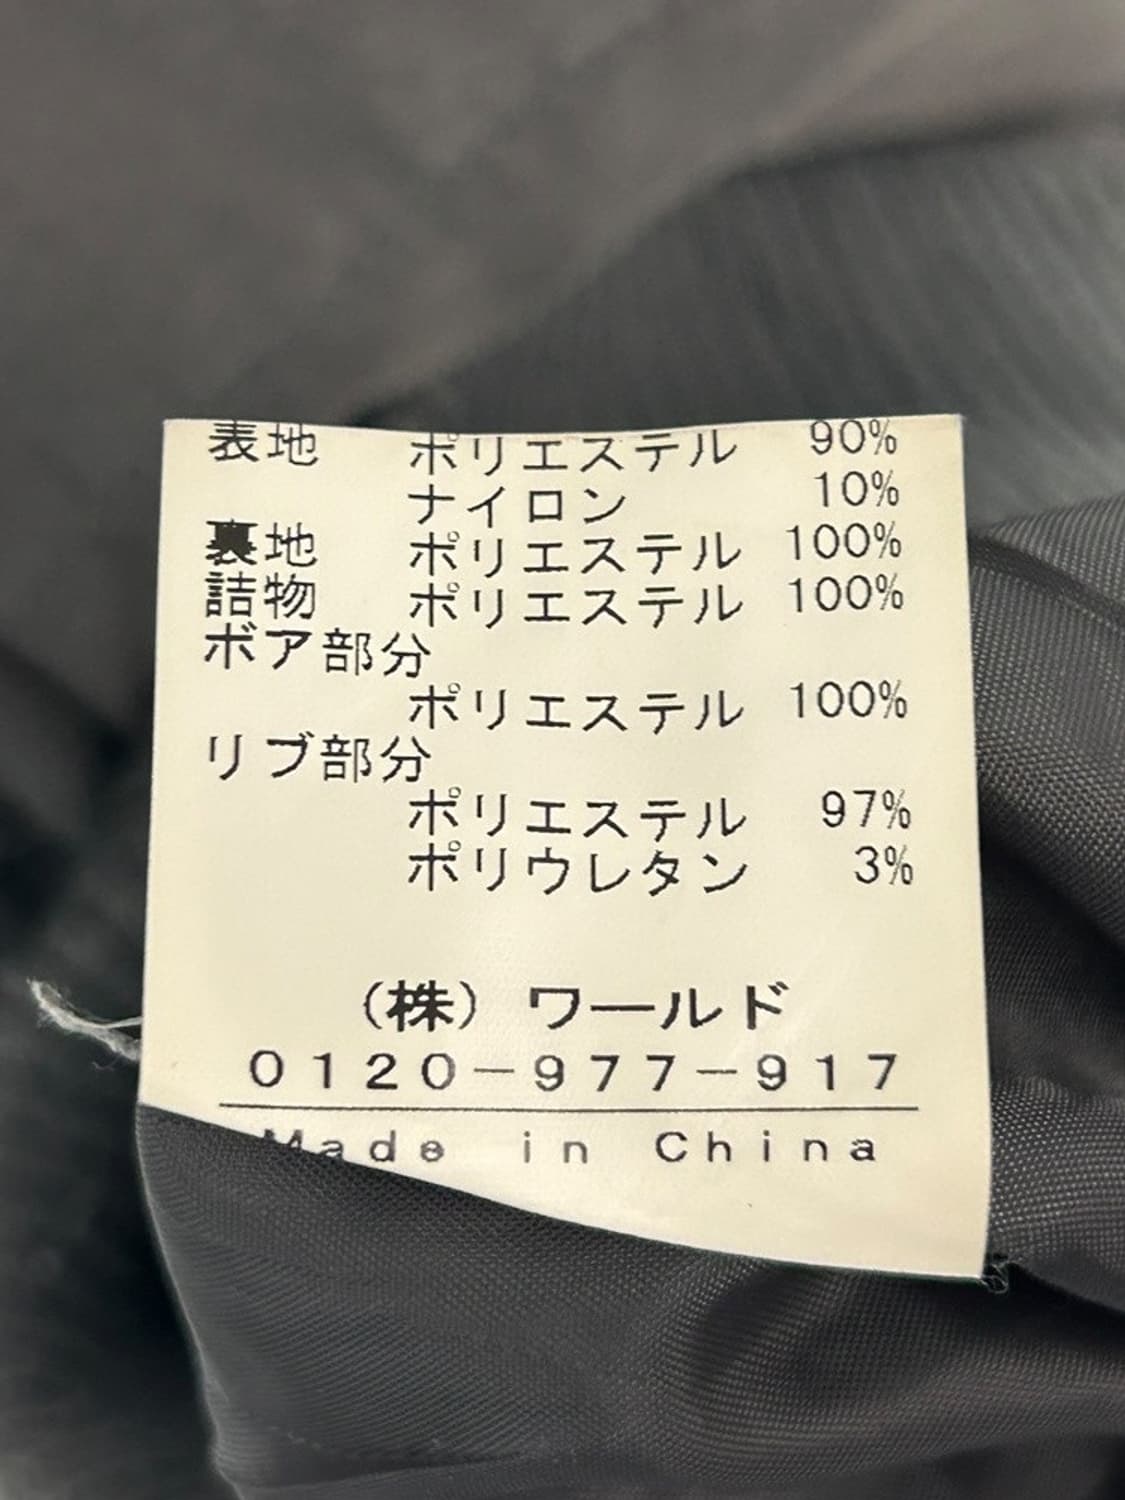 表地 ポリエステル 90%
ナイロン 10%
裏地 ポリエステル 100%
詰物 ポリエステル 100%
ボア部分
ポリエステル 100%
リブ部分
ポリエステル 97%
ポリウレタン 3%
(株) ワールド
0120-977-917
Made in China